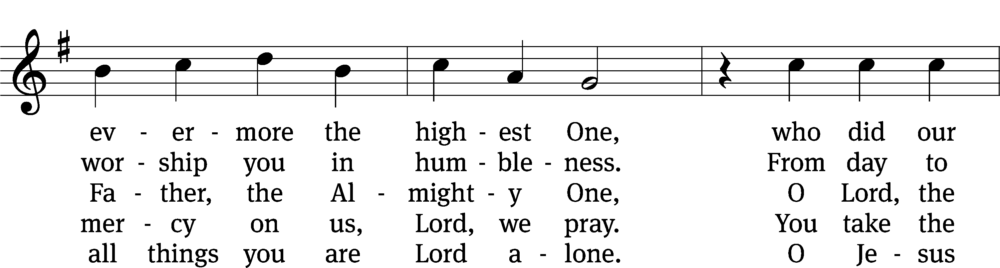 ev - er - more the high - est One, who did our
wor - ship you in hum - ble - ness. From day to
Fa - ther, the Al - might - y One, O Lord, the
mer - cy on us, Lord, we pray. You take the
all things you are Lord a - lone. O Je - sus